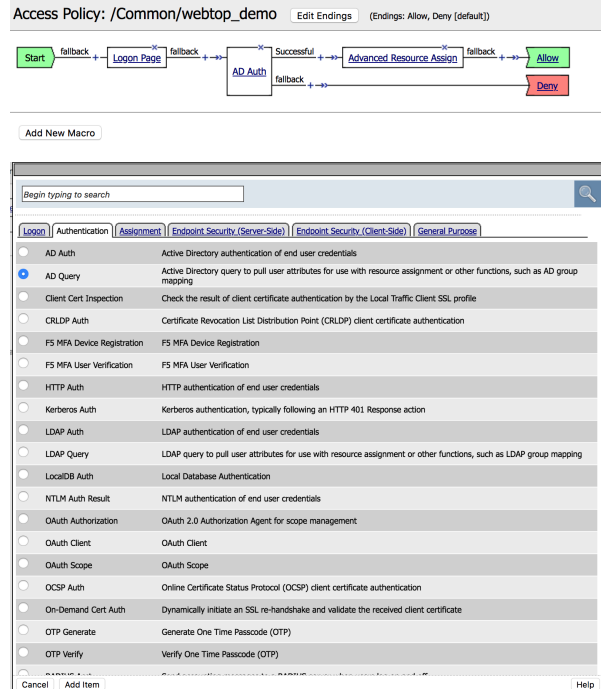 Access Policy: /Common/webtop_demo Edit Endings (Endings: Allow, Deny [default])
Start fallback + Logon Page × fallback + AD Auth × Successful + Advanced Resource Assign × fallback + Allow
fallback + Deny
Add New Macro
Begin typing to search
Logon Authentication Assignment Endpoint Security (Server-Side) Endpoint Security (Client-Side) General Purpose
AD Auth Active Directory authentication of end user credentials
AD Query Active Directory query to pull user attributes for use with resource assignment or other functions, such as AD group
mapping
Client Cert Inspection Check the result of client certificate authentication by the Local Traffic Client SSL profile
CRLDP Auth Certificate Revocation List Distribution Point (CRLDP) client certificate authentication
F5 MFA Device Registration F5 MFA Device Registration
F5 MFA User Verification F5 MFA User Verification
HTTP Auth HTTP authentication of end user credentials
Kerberos Auth Kerberos authentication, typically following an HTTP 401 Response action
LDAP Auth LDAP authentication of end user credentials
LDAP Query LDAP query to pull user attributes for use with resource assignment or other functions, such as LDAP group mapping
LocalDB Auth Local Database Authentication
NTLM Auth Result NTLM authentication of end user credentials
OAuth Authorization OAuth 2.0 Authorization Agent for scope management
OAuth Client OAuth Client
OAuth Scope OAuth Scope
OCSP Auth Online Certificate Status Protocol (OCSP) client certificate authentication
On-Demand Cert Auth Dynamically initiate an SSL re-handshake and validate the received client certificate
OTP Generate Generate One Time Passcode (OTP)
OTP Verify Verify One Time Passcode (OTP)
Cancel Add Item Help